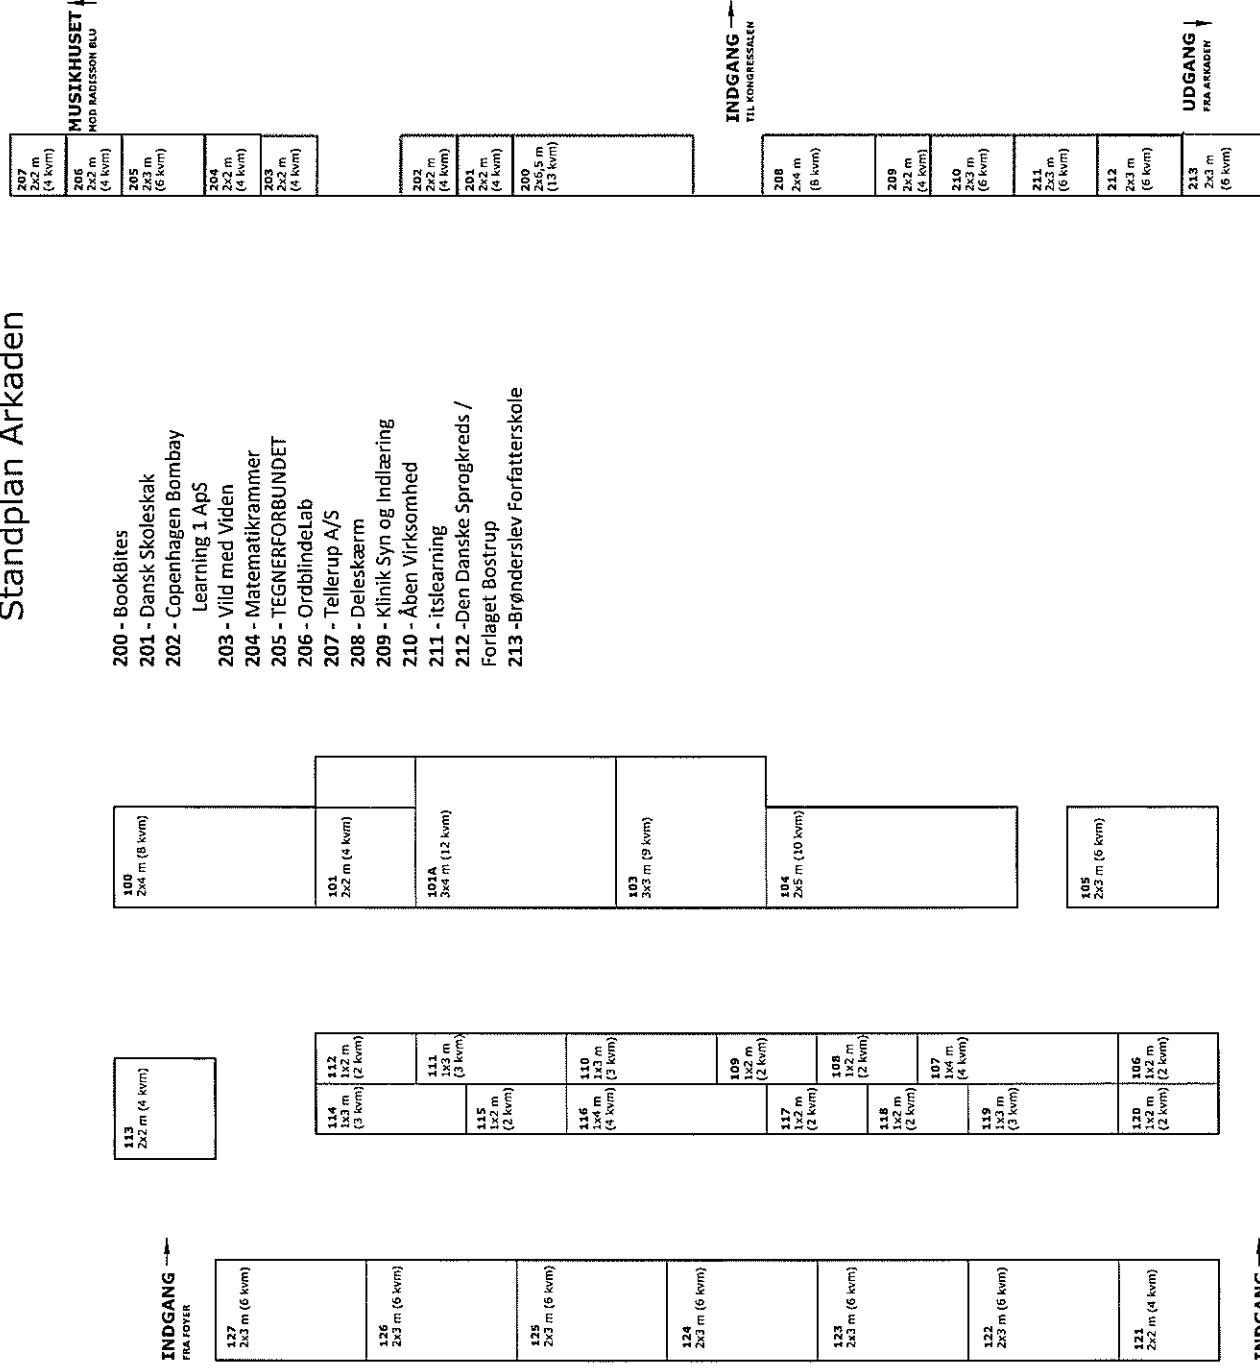 Standplan Arkaden
MUSIKHUSET
MOD RADISSON BLU
207
2x2 m
(4 kvm)
206
2x2 m
(4 kvm)
205
2x3 m
(6 kvm)
204
2x2 m
(4 kvm)
203
2x2 m
(4 kvm)
202
2x2 m
(4 kvm)
201
2x2 m
(4 kvm)
200
2x6,5 m
(13 kvm)
INDGANG
TIL KONGRESSALEN
208
2x4 m
(8 kvm)
209
2x2 m
(4 kvm)
210
2x3 m
(6 kvm)
211
2x3 m
(6 kvm)
212
2x3 m
(6 kvm)
213
2x3 m
(6 kvm)
UDGANG
FRA ARKADEN
200 - BookBites
201 - Dansk Skoleskak
202 - Copenhagen Bombay
Learning 1 ApS
203 - Vild med Viden
204 - Matematikrammer
205 - TEGNERFORBUNDET
206 - OrdblindeLab
207 - Tellerup A/S
208 - Deleskærm
209 - Klinik Syn og Indlæring
210 - Åben Virksomhed
211 - itslearning
212 -Den Danske Sprogkreds /
Forlaget Bostrup
213 -Brønderslev Forfatterskole
100
2x4 m (8 kvm)
101
2x2 m (4 kvm)
101A
3x4 m (12 kvm)
103
3x3 m (9 kvm)
104
2x5 m (10 kvm)
105
2x3 m (6 kvm)
113
2x2 m (4 kvm)
112
1x2 m
(2 kvm)
111
1x3 m
(3 kvm)
110
1x3 m
(3 kvm)
109
1x2 m
(2 kvm)
108
1x2 m
(2 kvm)
107
1x4 m
(4 kvm)
106
1x2 m
(2 kvm)
114
1x3 m
(3 kvm)
115
1x2 m
(2 kvm)
116
1x4 m
(4 kvm)
117
1x2 m
(2 kvm)
118
1x2 m
(2 kvm)
119
1x3 m
(3 kvm)
120
1x2 m
(2 kvm)
INDGANG
FRA FOYER
127
2x3 m (6 kvm)
126
2x3 m (6 kvm)
125
2x3 m (6 kvm)
124
2x3 m (6 kvm)
123
2x3 m (6 kvm)
122
2x3 m (6 kvm)
121
2x2 m (4 kvm)
INDGANG